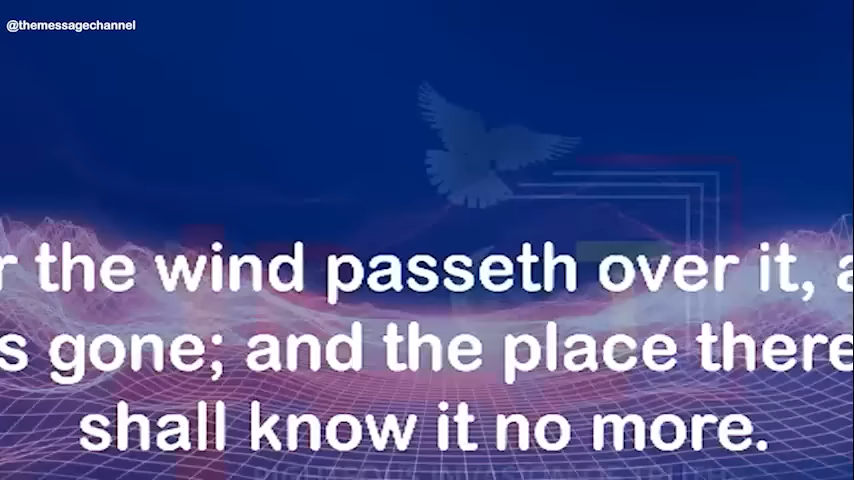 @themessagechannel
r the wind passeth over it, a
s gone; and the place there
shall know it no more.